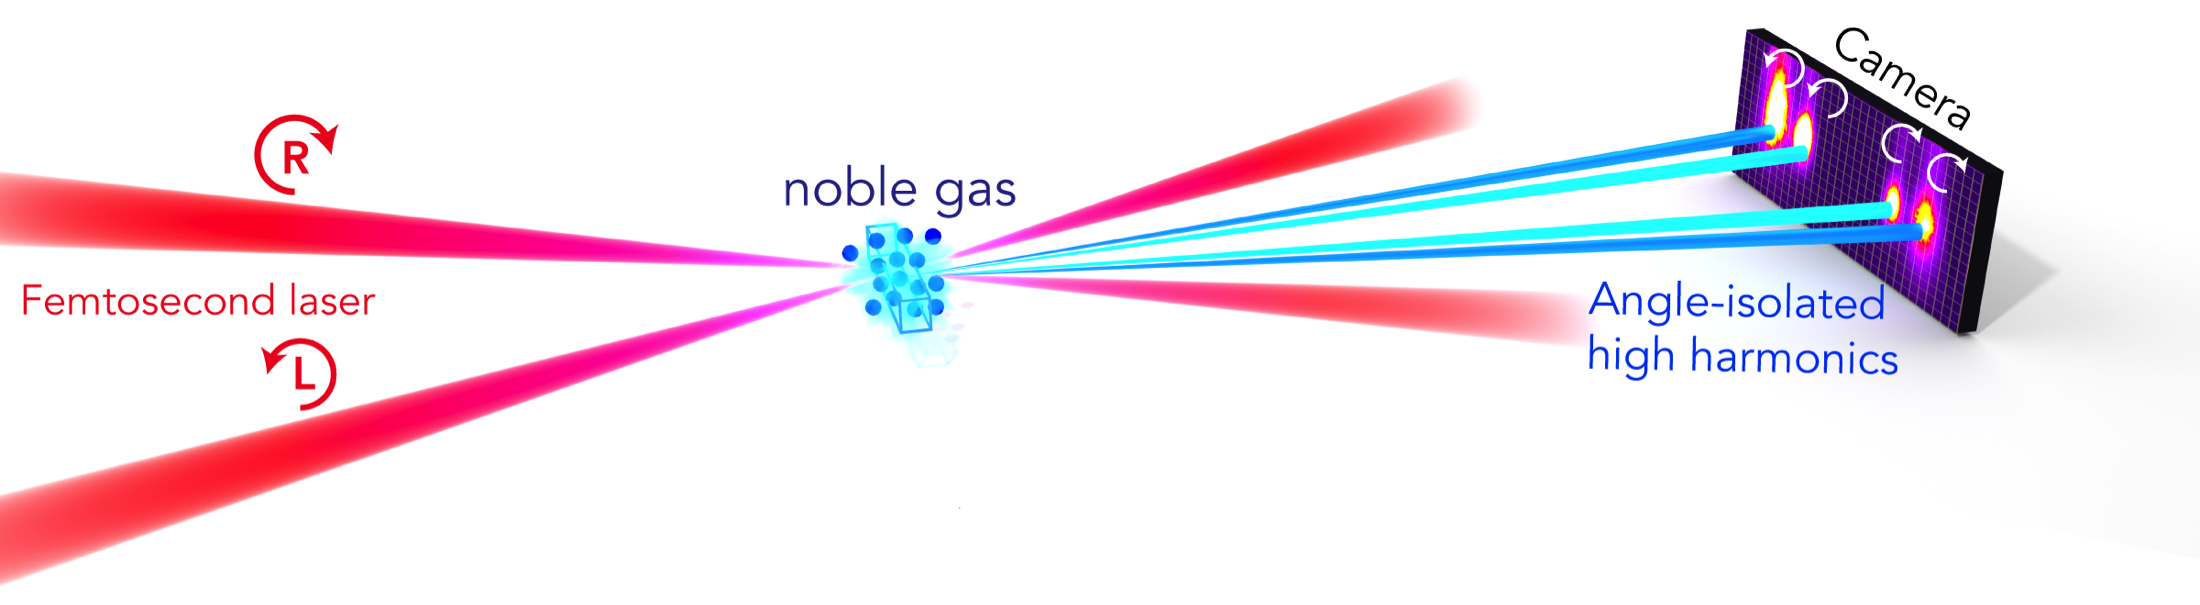 R
noble gas
Femtosecond laser
L
Camera
Angle-isolated
high harmonics